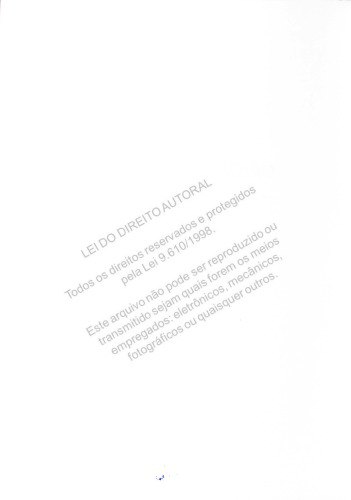 LEI DO DIREITO AUTORAL
Todos os direitos reservados e protegidos
pela Lei 9.610/1998.
Este arquivo não pode ser reproduzido ou
transmitido sejam quais forem os meios
empregados: eletrônicos, mecânicos,
fotográficos ou quaisquer outros.